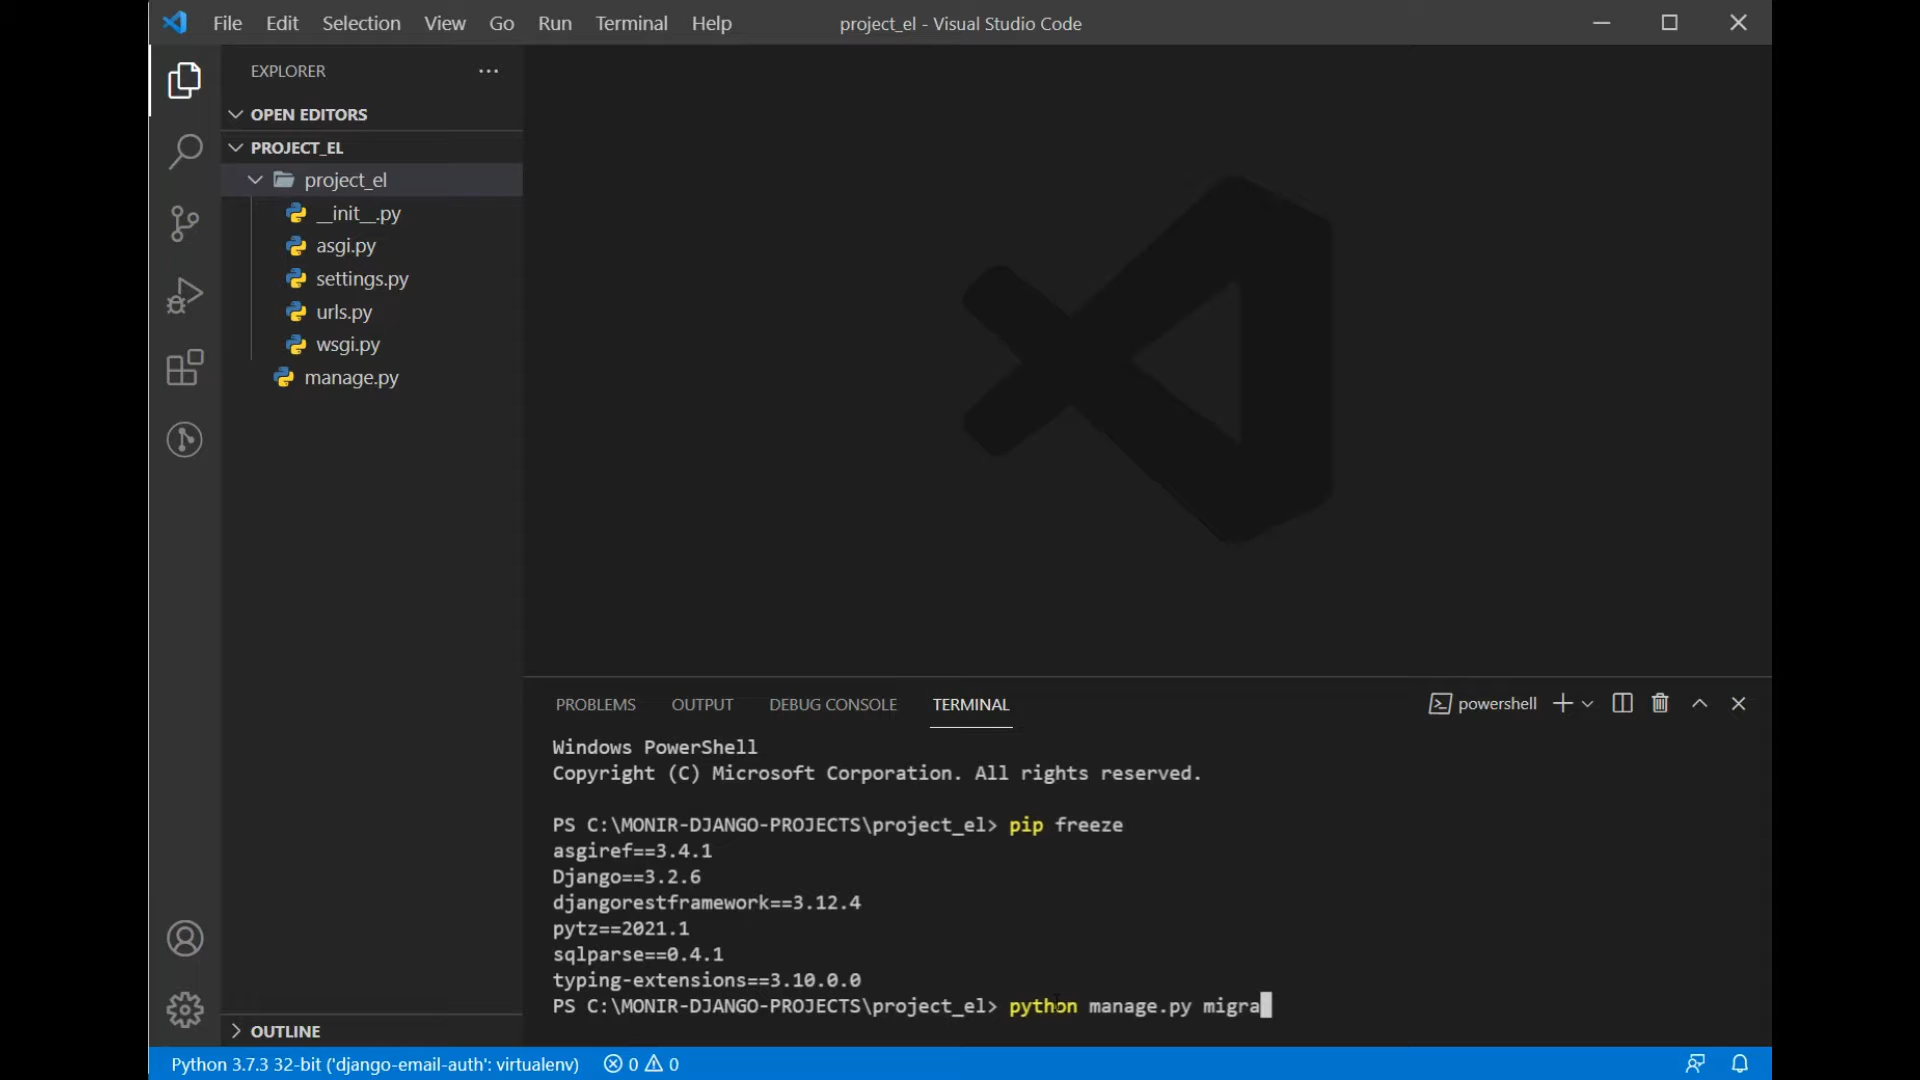 File Edit Selection View Go Run Terminal Help project_el - Visual Studio Code
EXPLORER
OPEN EDITORS
PROJECT_EL
project_el
__init__.py
asgi.py
settings.py
urls.py
wsgi.py
manage.py
OUTLINE
PROBLEMS OUTPUT DEBUG CONSOLE TERMINAL powershell
Windows PowerShell
Copyright (C) Microsoft Corporation. All rights reserved.
PS C:\MONIR-DJANGO-PROJECTS\project_el> pip freeze
asgiref==3.4.1
Django==3.2.6
djangorestframework==3.12.4
pytz==2021.1
sqlparse==0.4.1
typing-extensions==3.10.0.0
PS C:\MONIR-DJANGO-PROJECTS\project_el> python manage.py migra
Python 3.7.3 32-bit ('django-email-auth': virtualenv) 0 0